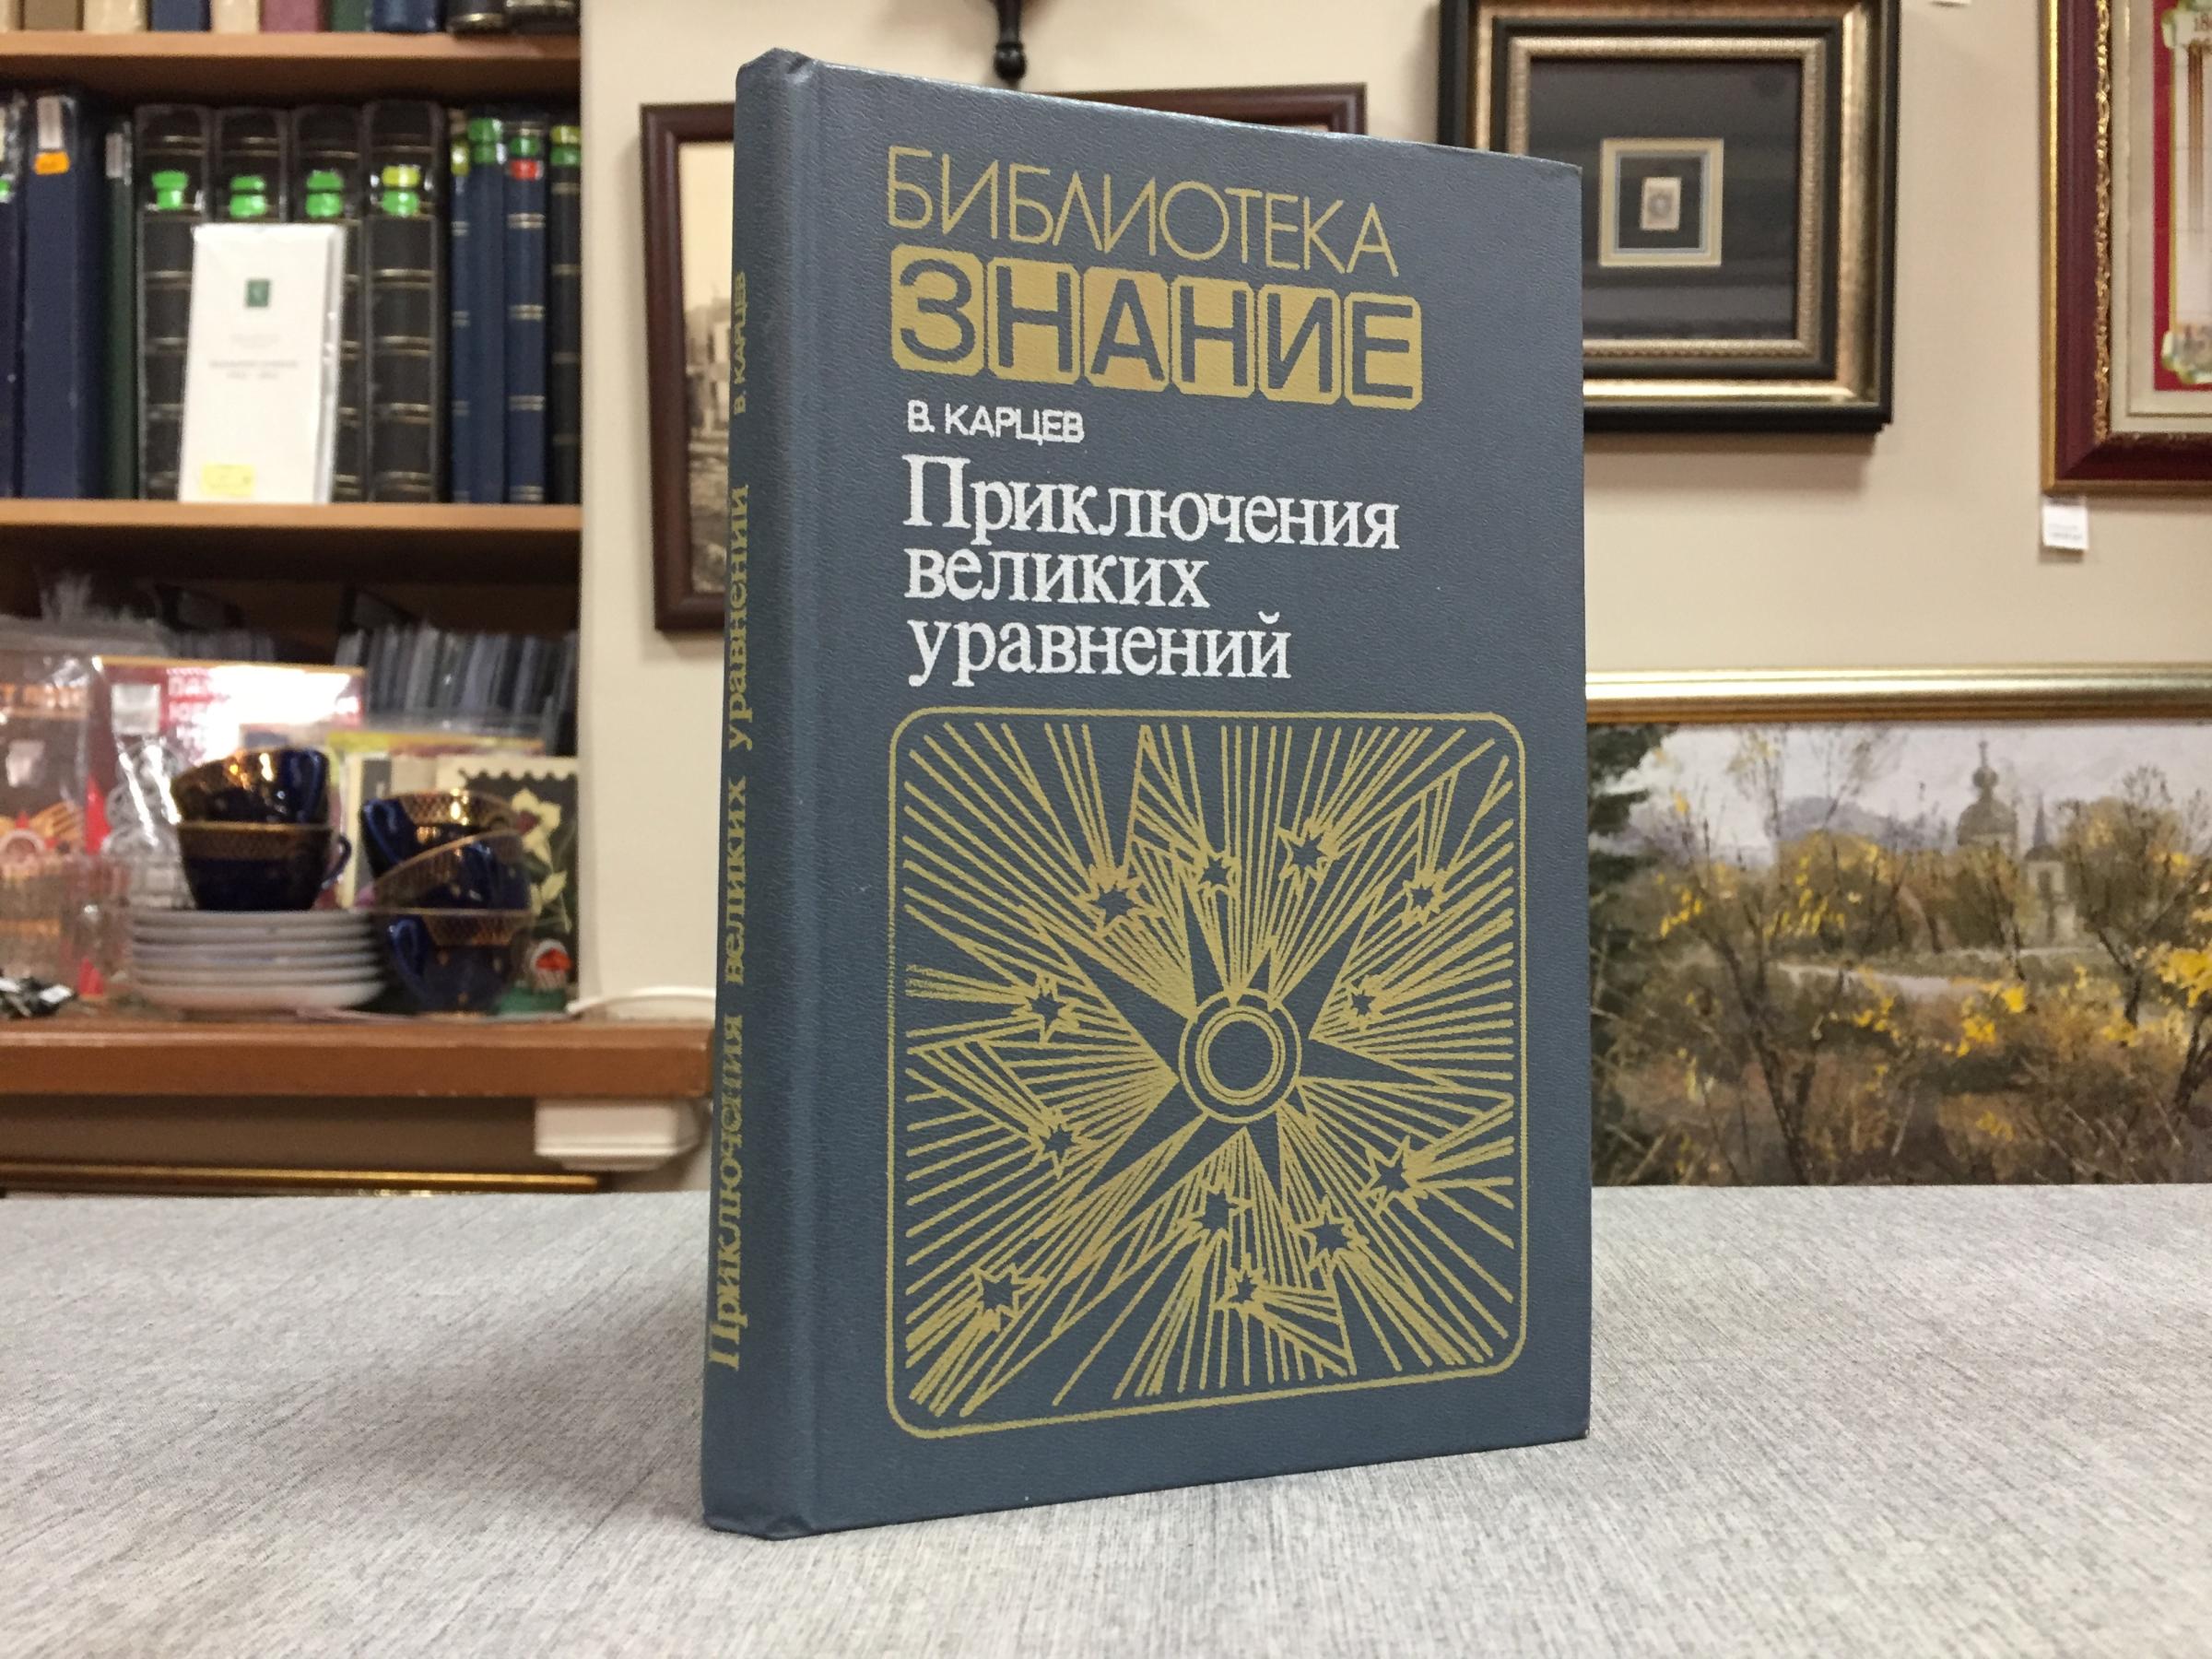 БИБЛИОТЕКА
ЗНАНИЕ
В. КАРЦЕВ
Приключения
великих
уравнений
Приключения великих уравнений В. КАРЦЕВ